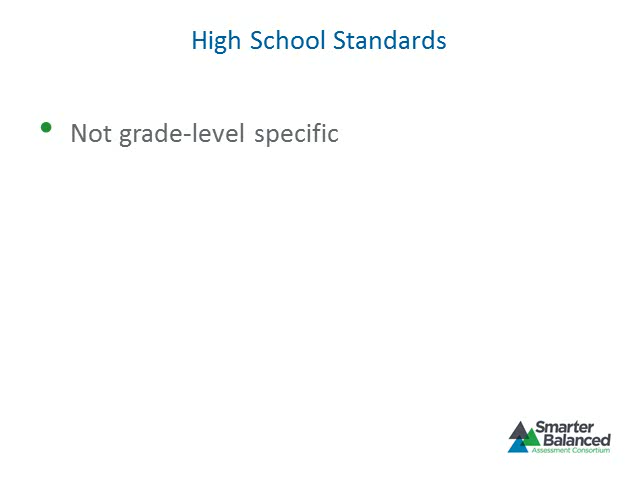 High School Standards
• Not grade-level specific
Smarter
Balanced
Assessment Consortium